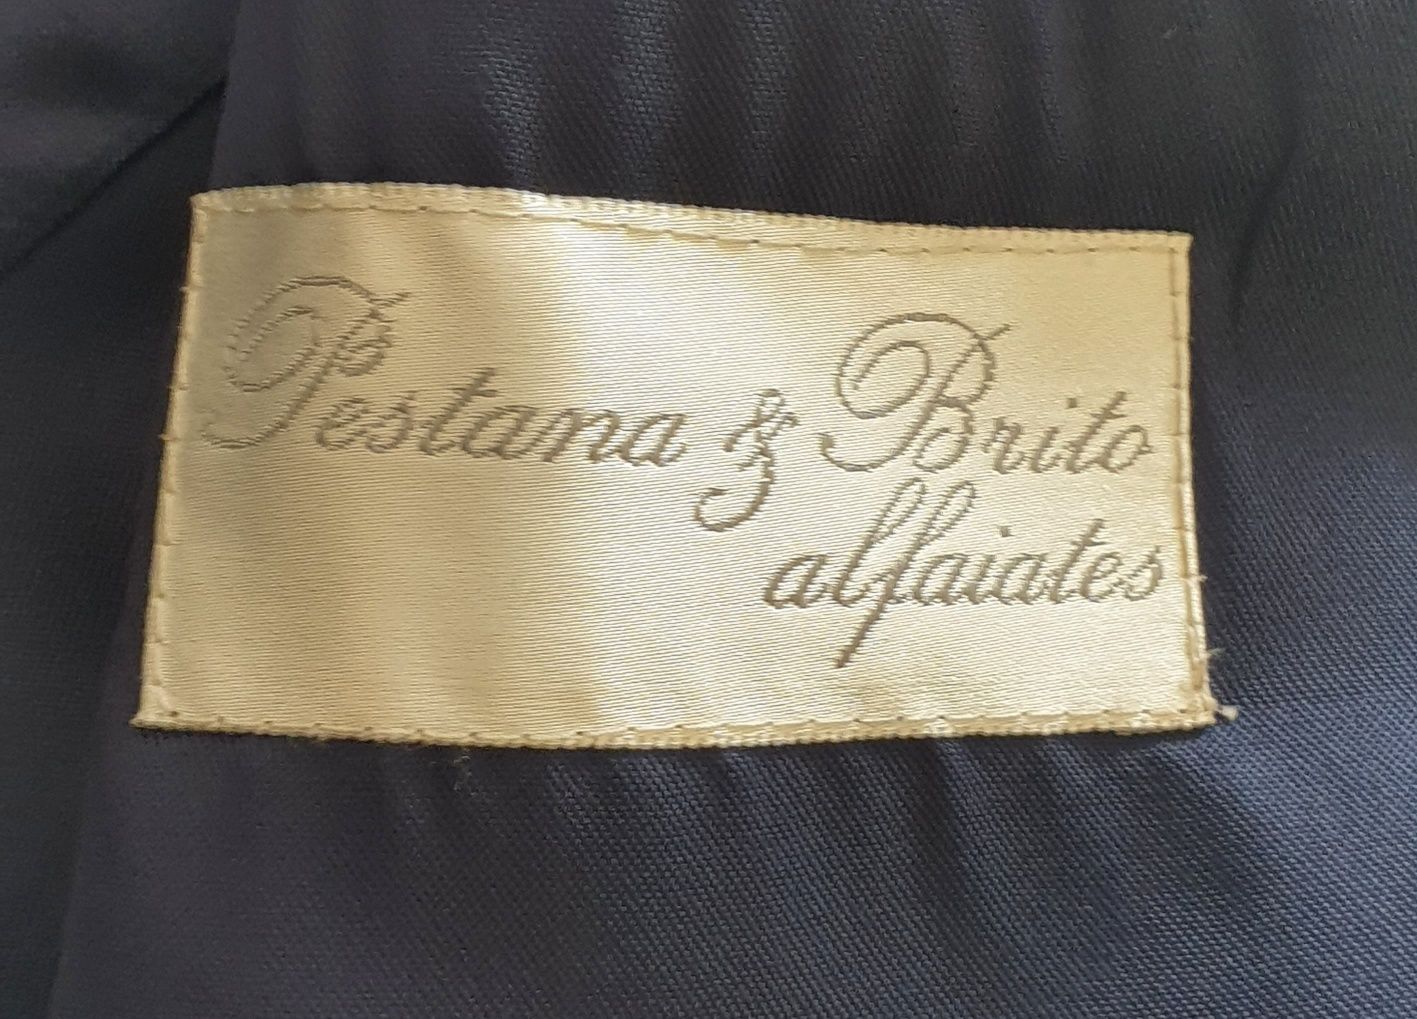 Pestana & Brito
alfaiates